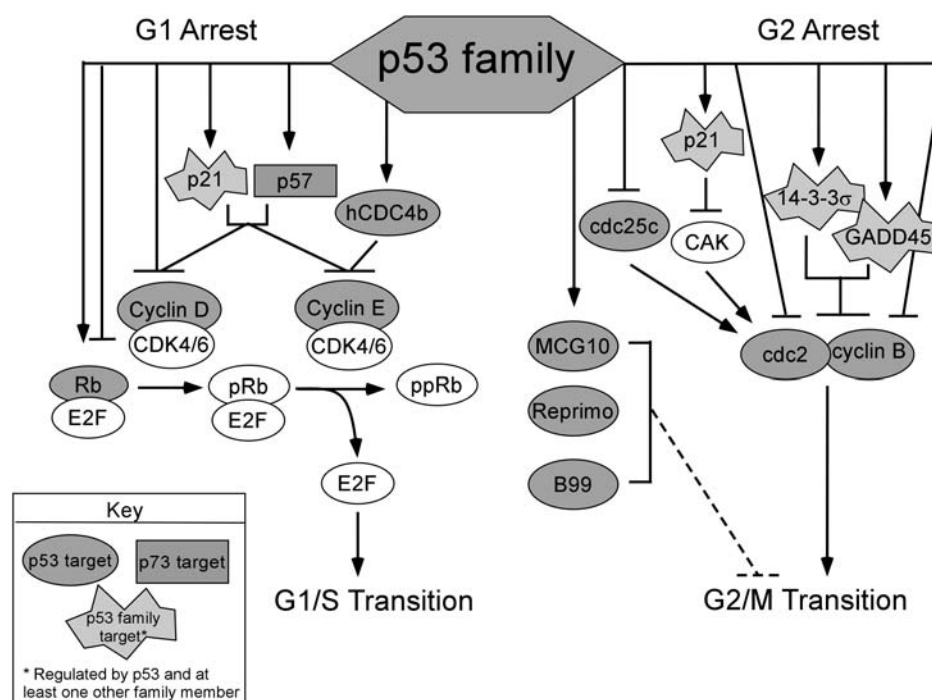 G1 Arrest
p53 family
G2 Arrest
p21
p57
hCDC4b
cdc25c
p21
CAK
14-3-3σ
GADD45
Cyclin D
CDK4/6
Cyclin E
CDK4/6
Rb
E2F
pRb
E2F
ppRb
E2F
G1/S Transition
MCG10
Reprimo
B99
cdc2
cyclin B
G2/M Transition
Key
p53 target
p73 target
p53 family
target*
* Regulated by p53 and at
least one other family member